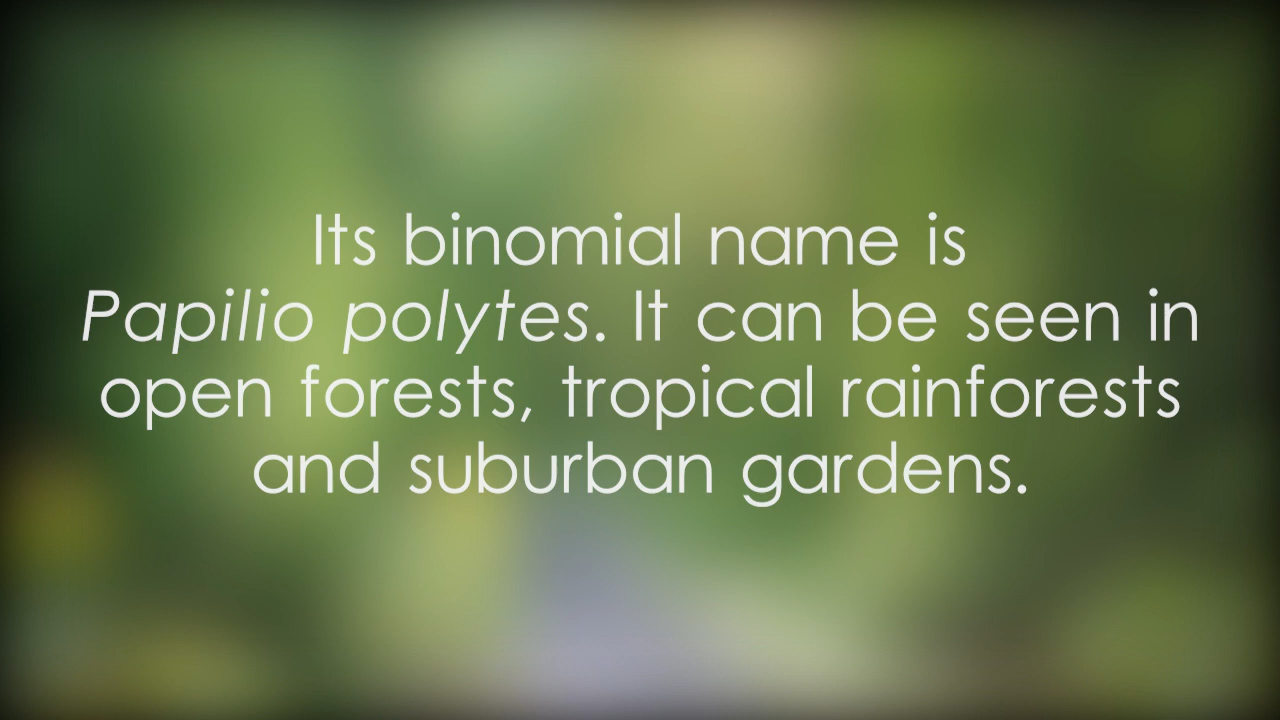 Its binomial name is
Papilio polytes. It can be seen in
open forests, tropical rainforests
and suburban gardens.